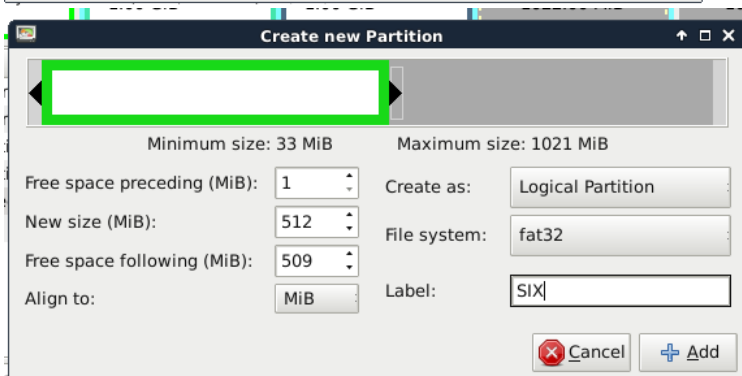 Create new Partition
Minimum size: 33 MiB Maximum size: 1021 MiB
Free space preceding (MiB): 1 Create as: Logical Partition
New size (MiB): 512
File system: fat32
Free space following (MiB): 509
Label: SIX
Align to: MiB
Cancel Add